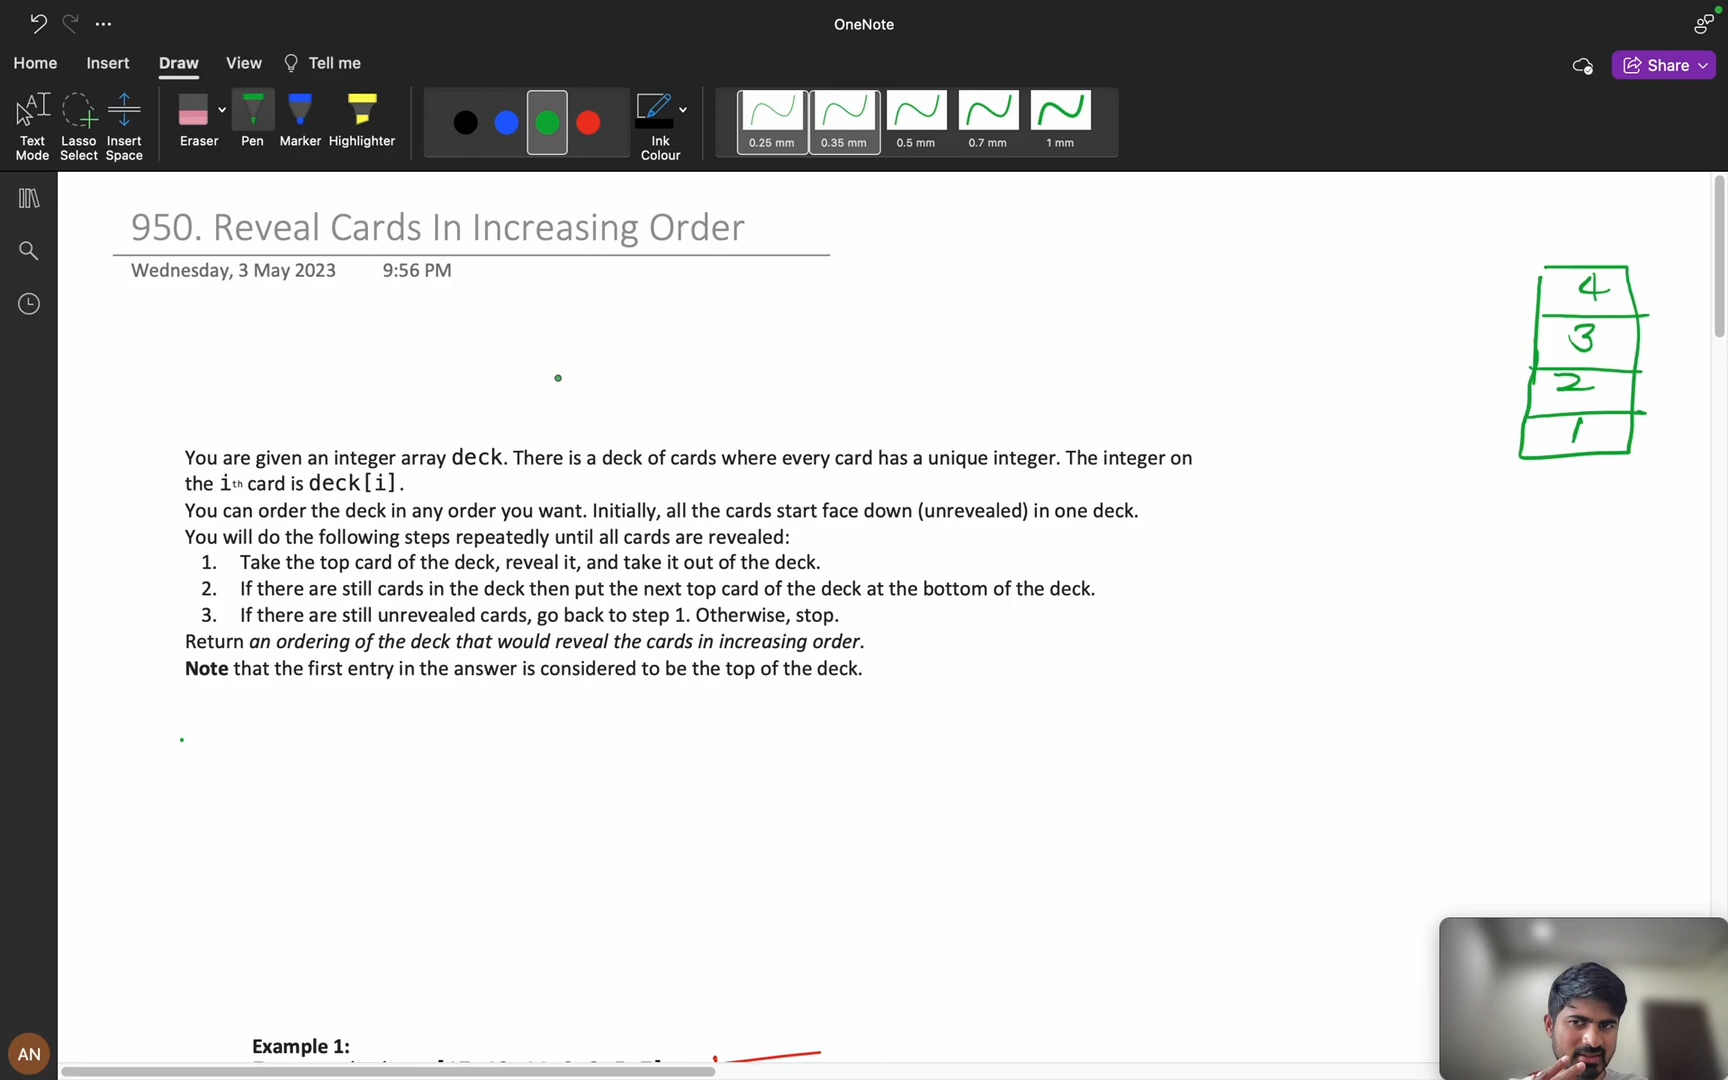 OneNote
Home Insert Draw View Tell me
Share
Text Mode
Lasso Select
Insert Space
Eraser
Pen
Marker
Highlighter
Ink Colour
0.25 mm
0.35 mm
0.5 mm
0.7 mm
1 mm
950. Reveal Cards In Increasing Order
Wednesday, 3 May 2023 9:56 PM
4
3
2
1
You are given an integer array deck. There is a deck of cards where every card has a unique integer. The integer on
the ith card is deck[i].
You can order the deck in any order you want. Initially, all the cards start face down (unrevealed) in one deck.
You will do the following steps repeatedly until all cards are revealed:
1. Take the top card of the deck, reveal it, and take it out of the deck.
2. If there are still cards in the deck then put the next top card of the deck at the bottom of the deck.
3. If there are still unrevealed cards, go back to step 1. Otherwise, stop.
Return an ordering of the deck that would reveal the cards in increasing order.
Note that the first entry in the answer is considered to be the top of the deck.
Example 1:
AN